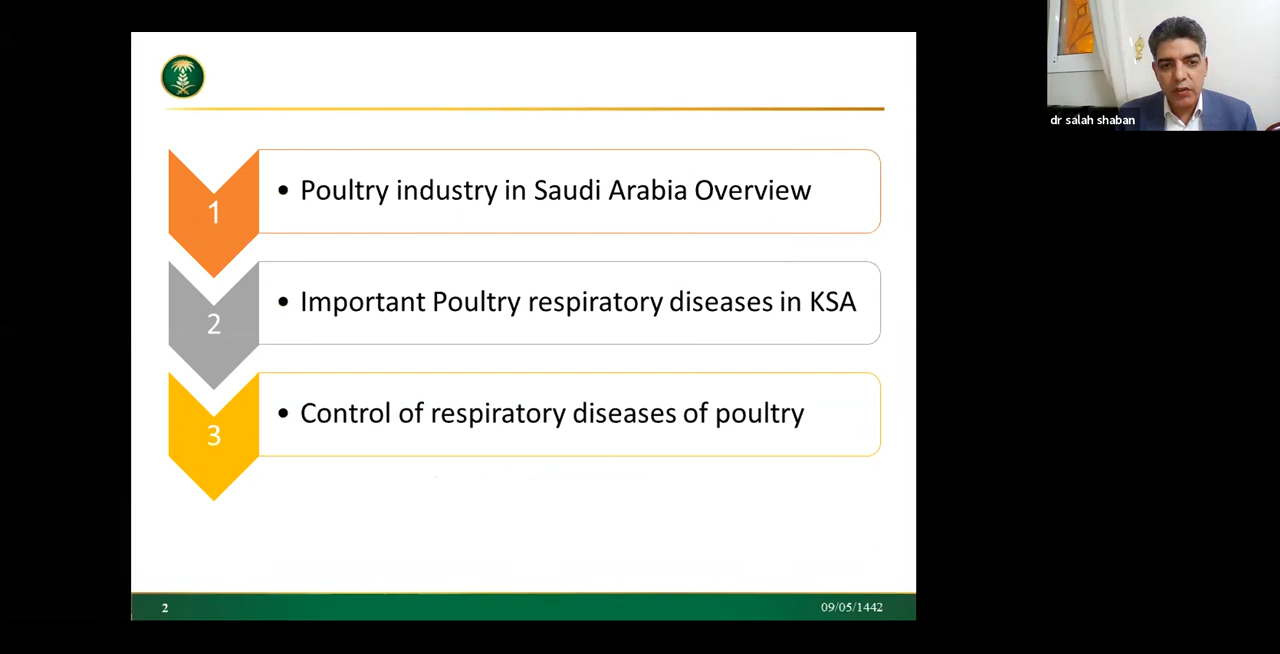 dr salah shaban
1
• Poultry industry in Saudi Arabia Overview
2
• Important Poultry respiratory diseases in KSA
3
• Control of respiratory diseases of poultry
2
09/05/1442